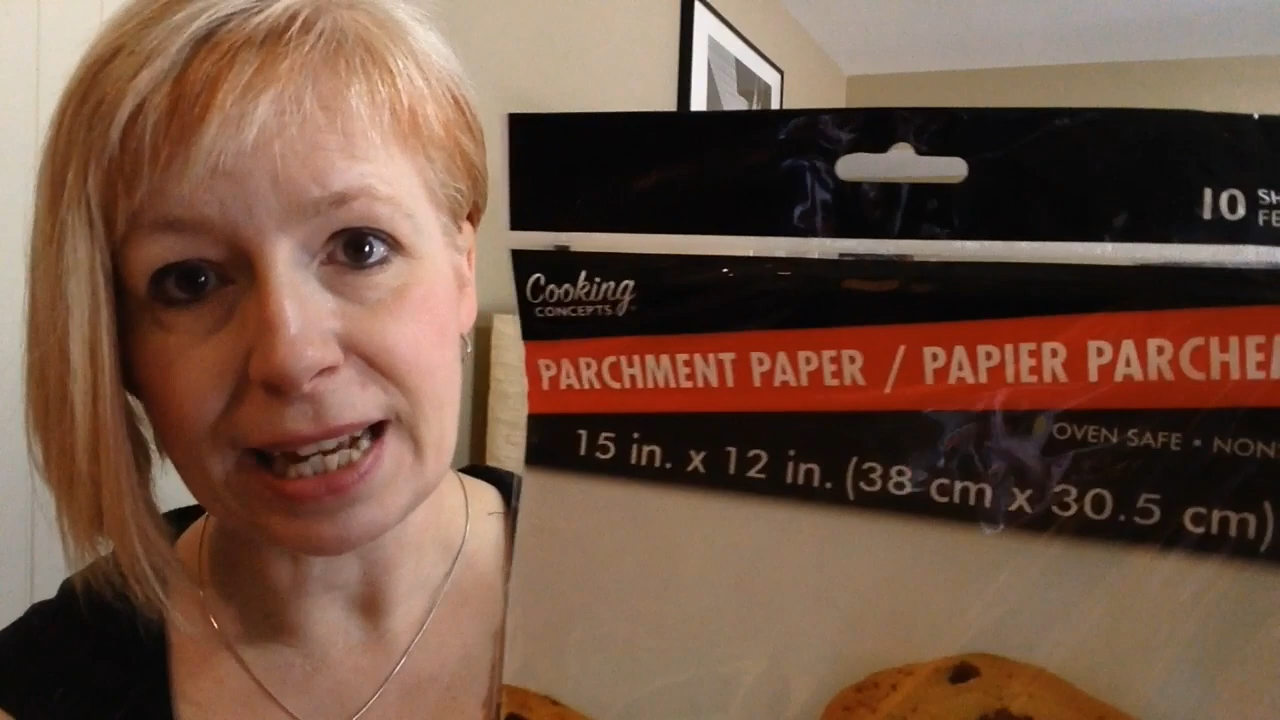 10
Cooking
CONCEPTS
PARCHMENT PAPER / PAPIER
OVEN SAFE •
15 in. x 12 in. (38 cm x 30.5 cm)